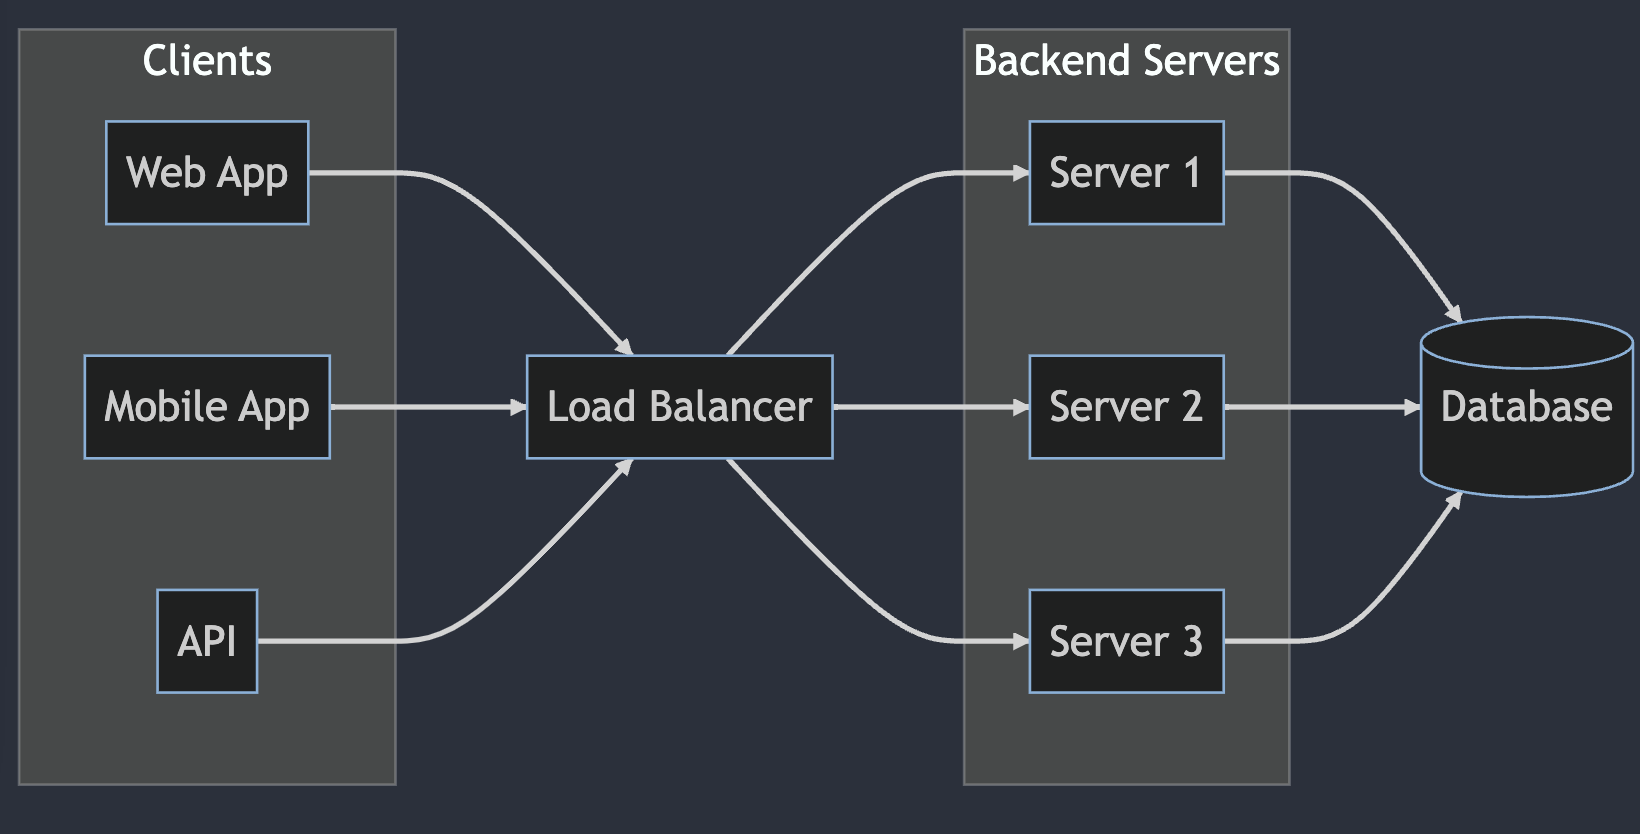 Clients
Web App
Mobile App
API
Load Balancer
Backend Servers
Server 1
Server 2
Server 3
Database